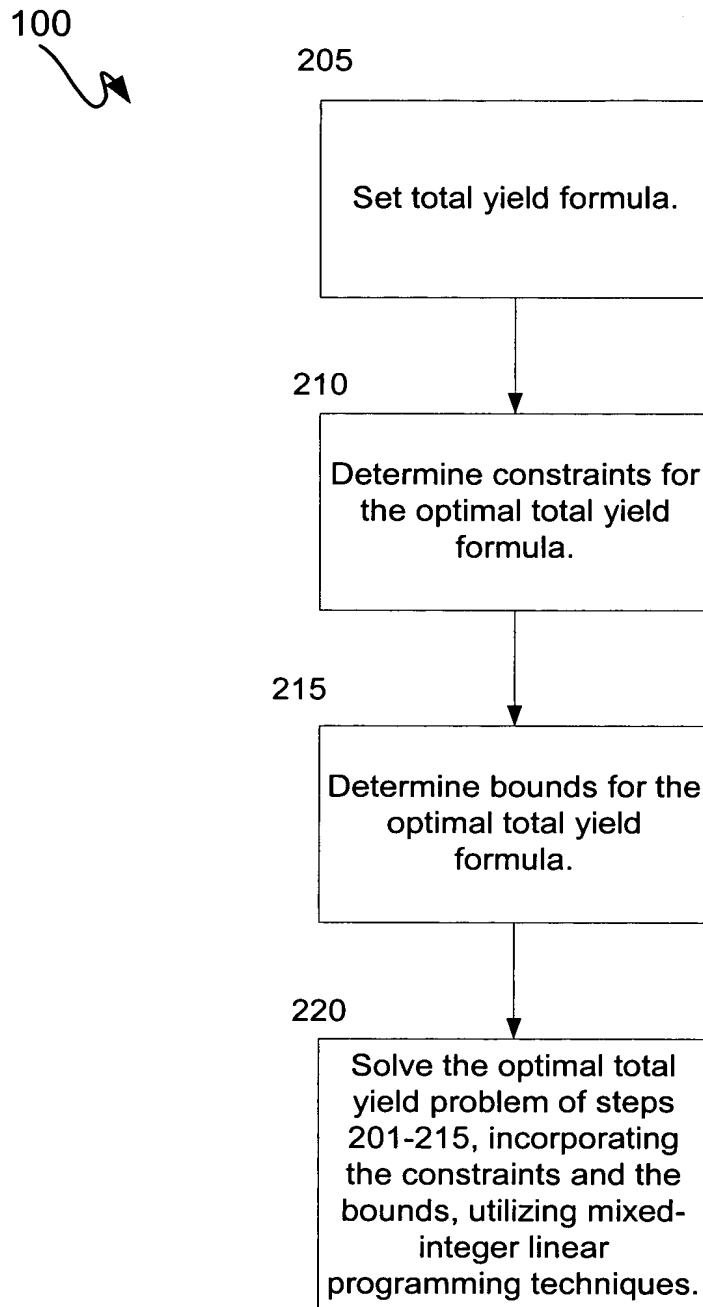 100
205
Set total yield formula.
210
Determine constraints for
the optimal total yield
formula.
215
Determine bounds for the
optimal total yield
formula.
220
Solve the optimal total
yield problem of steps
201-215, incorporating
the constraints and the
bounds, utilizing mixed-
integer linear
programming techniques.